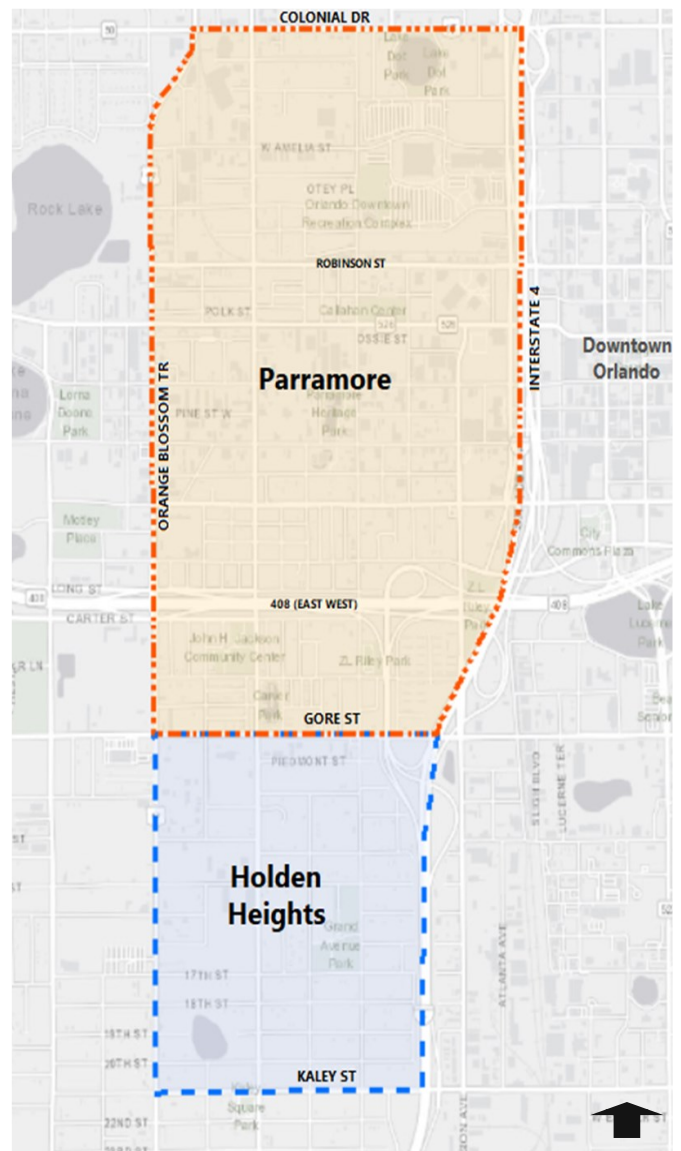 COLONIAL DR
50
Lake
Dot
Park
Lake
Dot
Park
W AMELIA ST
OTEY PL
Orlando Downtown
Recreation Complex
Rock Lake
ROBINSON ST
POLK ST
Callahan Center
526
526
INTERSTATE 4
Downtown
Orlando
Parramore
ORANGE BLOSSOM TR
Lorna
Doone
Park
PINE ST W
Heritage
Park
Motley
Place
City
Commons Plaza
LONG ST
408
CARTER ST
408 (EAST WEST)
408
Z L
Riley
Park
Lake
Lucerne
Park
John H. Jackson
Community Center
ZL Riley Park
Carter
Park
GORE ST
PIEDMONT ST
SLIGH BLVD
LUCERNE TER
Holden
Heights
Grand
Avenue
Park
17TH ST
18TH ST
ATLANTA AVE
19TH ST
20TH ST
KALEY ST
Kaley
Square
Park
22ND ST